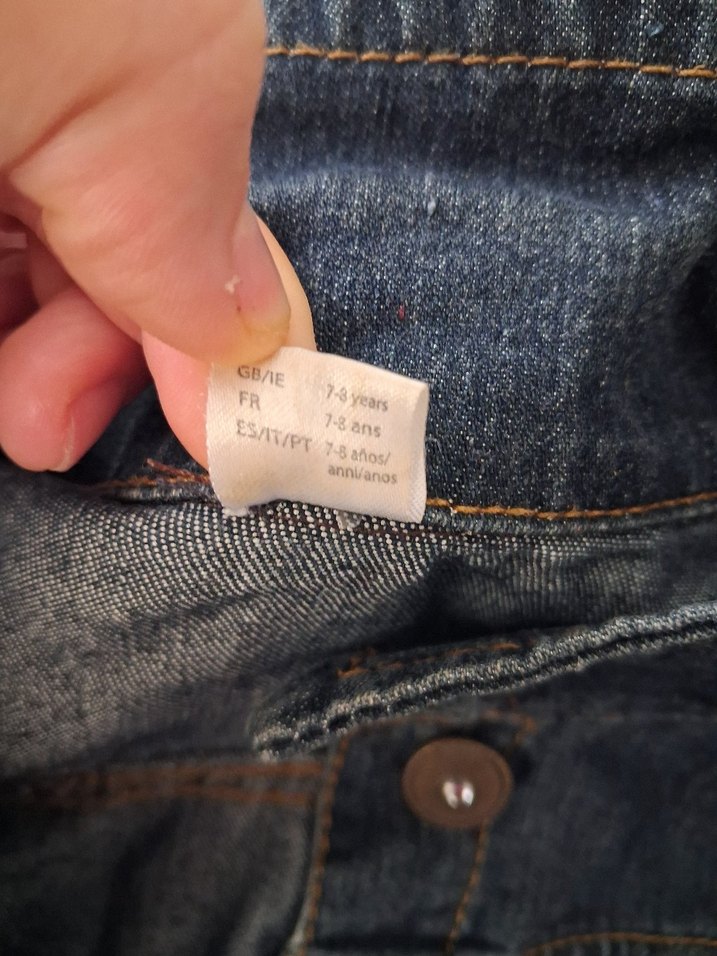 GB/IE 7-8 years
FR 7-8 ans
ES/IT/PT 7-8 años/
anni/anos